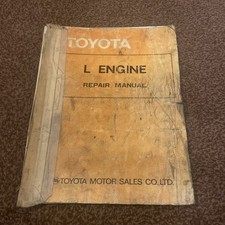 TOYOTA
L ENGINE
REPAIR MANUAL
TOYOTA MOTOR SALES CO.,LTD.